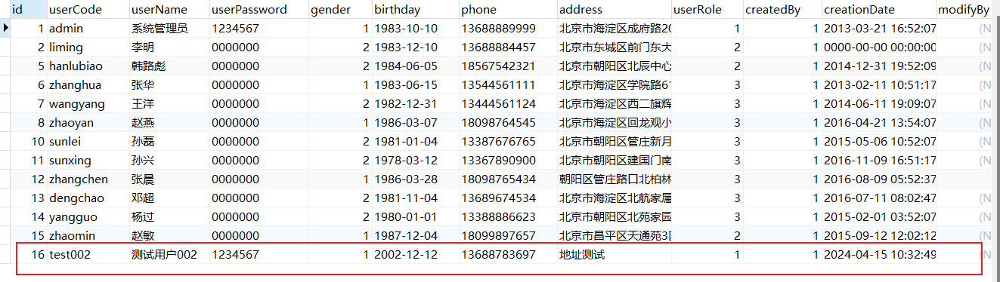 id userCode userName userPassword gender birthday phone address userRole createdBy creationDate modifyBy
1 admin 系统管理员 1234567 1 1983-10-10 13688889999 北京市海淀区成府路20 1 1 2013-03-21 16:52:07 (N
2 liming 李明 0000000 2 1983-12-10 13688884457 北京市东城区前门东大 2 1 0000-00-00 00:00:00 (N
5 hanlubiao 韩路彪 0000000 2 1984-06-05 18567542321 北京市朝阳区北辰中心 2 1 2014-12-31 19:52:09 (N
6 zhanghua 张华 0000000 1 1983-06-15 13544561111 北京市海淀区学院路61 3 1 2013-02-11 10:51:17 (N
7 wangyang 王洋 0000000 2 1982-12-31 13444561124 北京市海淀区西二旗辉 3 1 2014-06-11 19:09:07 (N
8 zhaoyan 赵燕 0000000 1 1986-03-07 18098764545 北京市海淀区回龙观小 3 1 2016-04-21 13:54:07 (N
10 sunlei 孙磊 0000000 2 1981-01-04 13387676765 北京市朝阳区管庄新月 3 1 2015-05-06 10:52:07 (N
11 sunxing 孙兴 0000000 2 1978-03-12 13367890900 北京市朝阳区建国门南 3 1 2016-11-09 16:51:17 (N
12 zhangchen 张晨 0000000 1 1986-03-28 18098765434 朝阳区管庄路口北柏林 3 1 2016-08-09 05:52:37
13 dengchao 邓超 0000000 2 1981-11-04 13689674534 北京市海淀区北航家属 3 1 2016-07-11 08:02:47 (N
14 yangguo 杨过 0000000 2 1980-01-01 13388886623 北京市朝阳区北苑家园 3 1 2015-02-01 03:52:07 (N
15 zhaomin 赵敏 0000000 1 1987-12-04 18099897657 北京市昌平区天通苑3 2 1 2015-09-12 12:02:12 (N
16 test002 测试用户002 1234567 1 2002-12-12 13688783697 地址测试 1 1 2024-04-15 10:32:49 (N